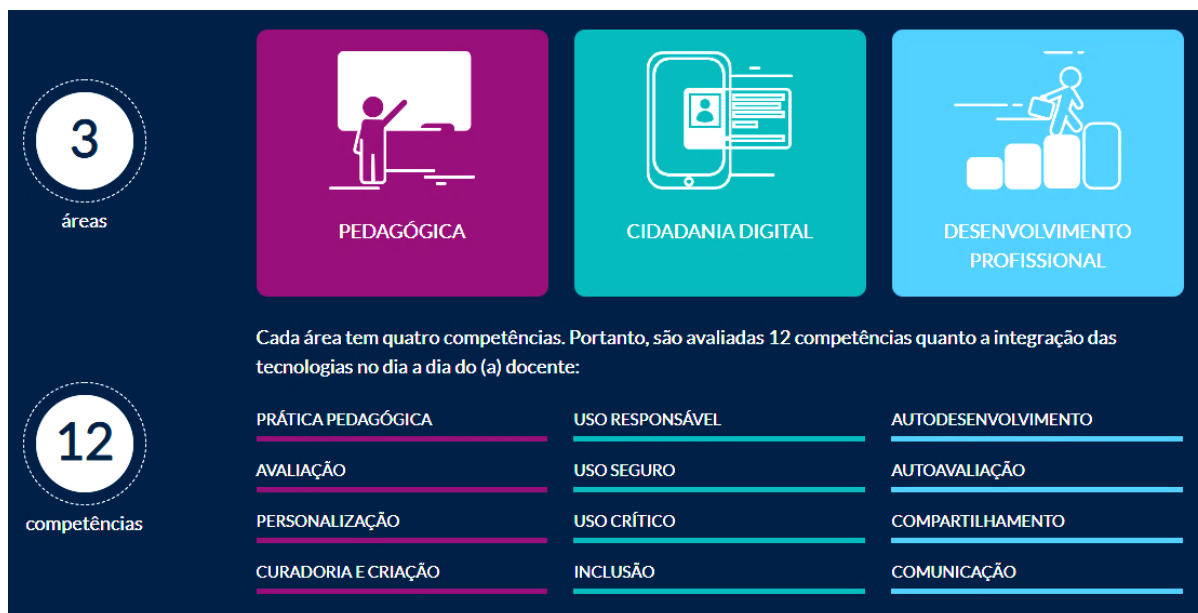 3
áreas
PEDAGÓGICA
CIDADANIA DIGITAL
DESENVOLVIMENTO
PROFISSIONAL
Cada área tem quatro competências. Portanto, são avaliadas 12 competências quanto a integração das
tecnologias no dia a dia do (a) docente:
12
competências
PRÁTICA PEDAGÓGICA
AVALIAÇÃO
PERSONALIZAÇÃO
CURADORIA E CRIAÇÃO
USO RESPONSÁVEL
USO SEGURO
USO CRÍTICO
INCLUSÃO
AUTODESENVOLVIMENTO
AUTOAVALIAÇÃO
COMPARTILHAMENTO
COMUNICAÇÃO